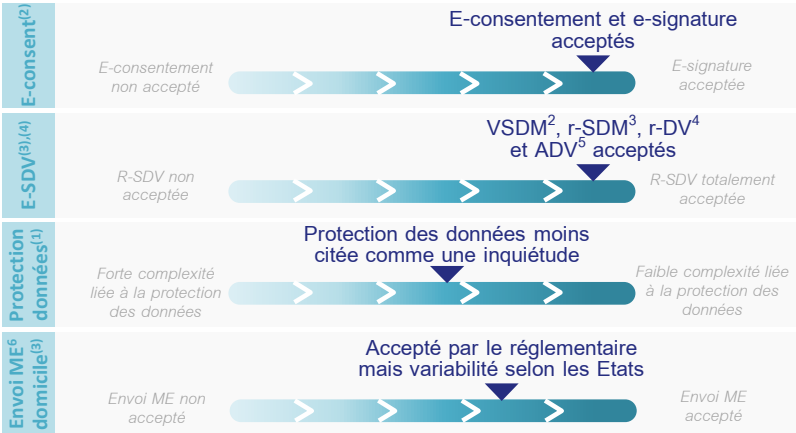 E-consent(2)
E-consentement et e-signature
acceptés
E-consentement
non accepté
E-signature
acceptée
E-SDV(3),(4)
VSDM², r-SDM³, r-DV⁴
et ADV⁵ acceptés
R-SDV non
acceptée
R-SDV totalement
acceptée
Protection
données(1)
Protection des données moins
citée comme une inquiétude
Forte complexité
liée à la protection
des données
Faible complexité liée
à la protection des
données
Envoi ME⁶
domicile(3)
Accepté par le réglementaire
mais variabilité selon les Etats
Envoi ME non
accepté
Envoi ME
accepté